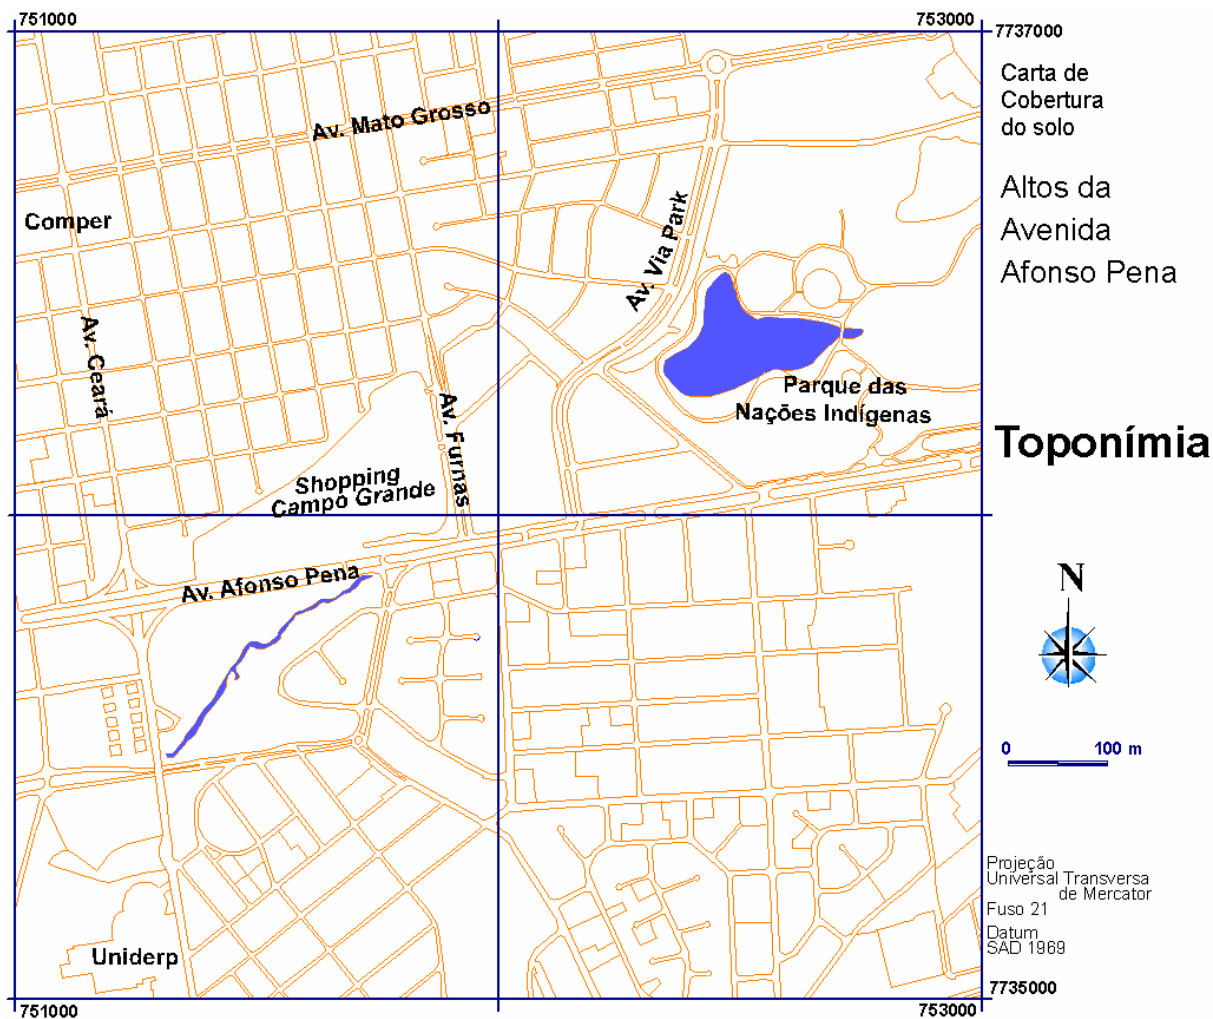 751000
753000
7737000
Carta de
Cobertura
do solo
Av. Mato Grosso
Altos da
Avenida
Afonso Pena
Comper
Av. Via Park
Av. Ceará
Parque das
Nações Indígenas
Av. Furnas
Toponímia
Shopping
Campo Grande
Av. Afonso Pena
N
0 100 m
Projeção
Universal Transversa
de Mercator
Fuso 21
Datum
SAD 1969
Uniderp
7735000
751000
753000